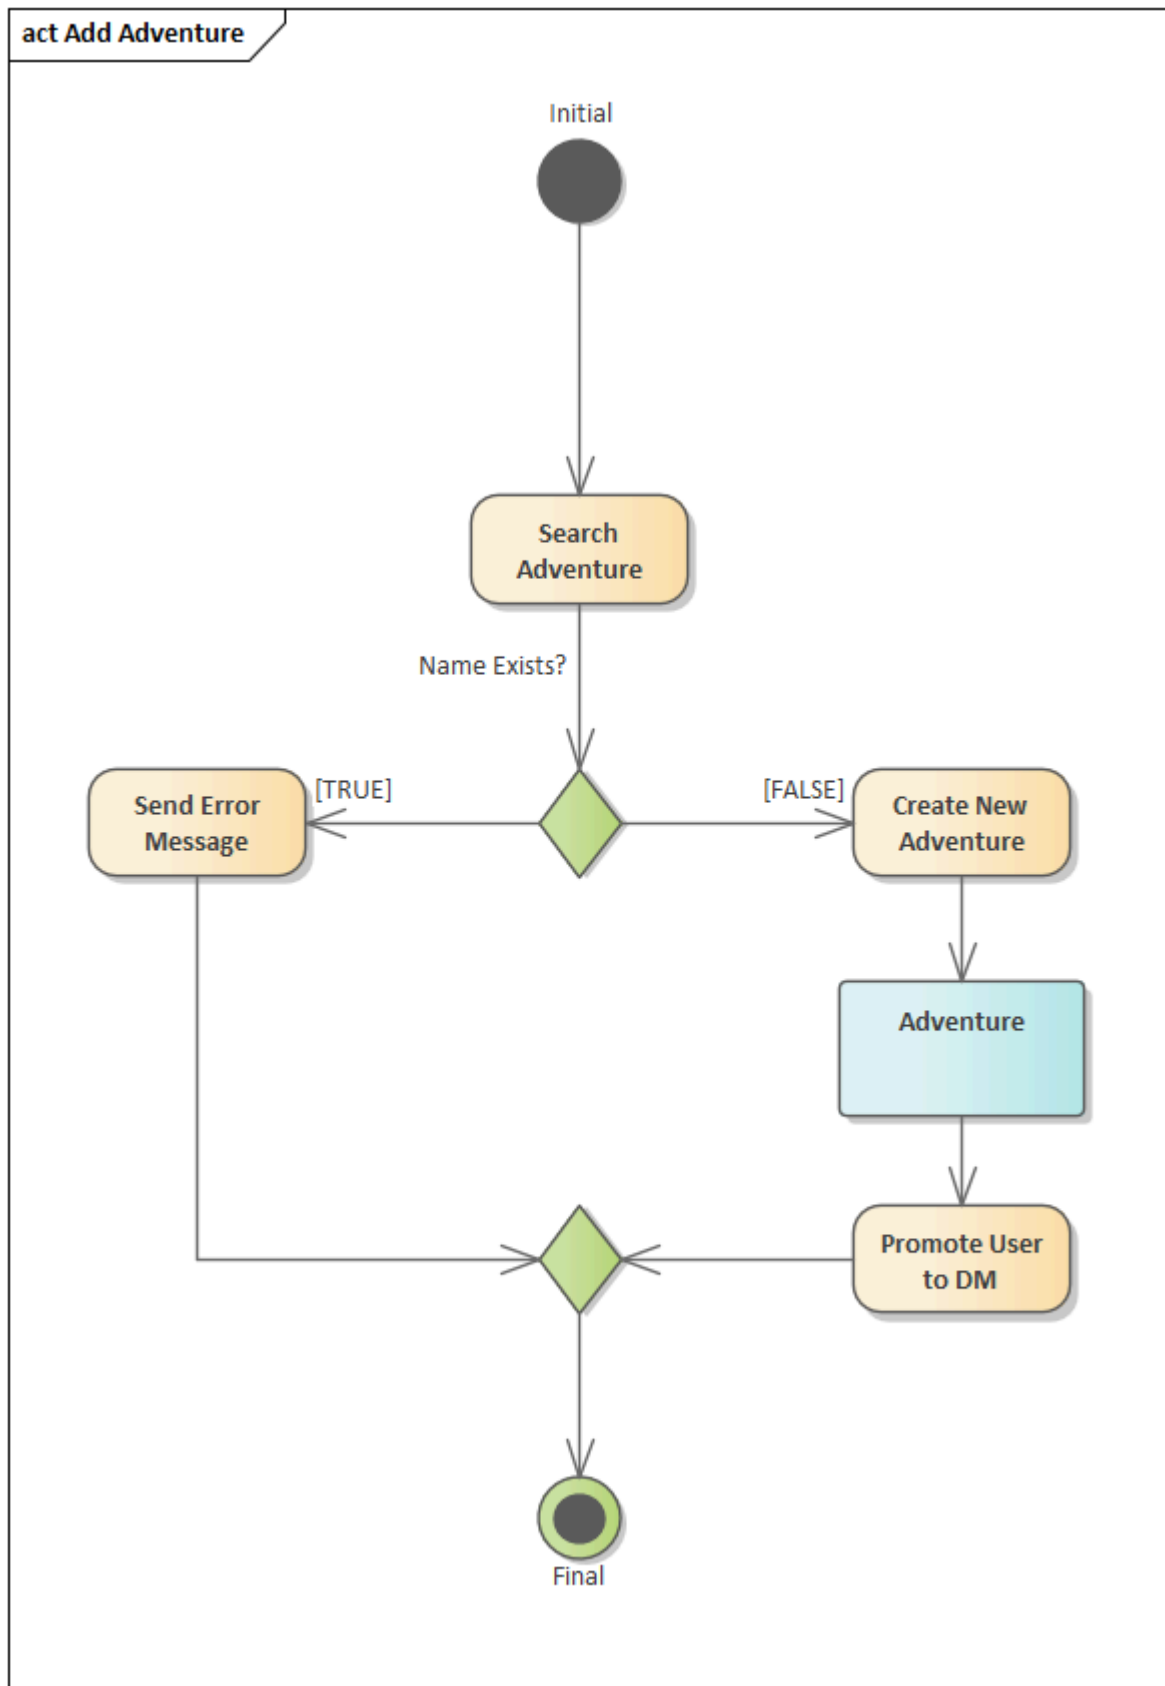 act Add Adventure
Initial
Search
Adventure
Name Exists?
[TRUE]
[FALSE]
Send Error
Message
Create New
Adventure
Adventure
Promote User
to DM
Final